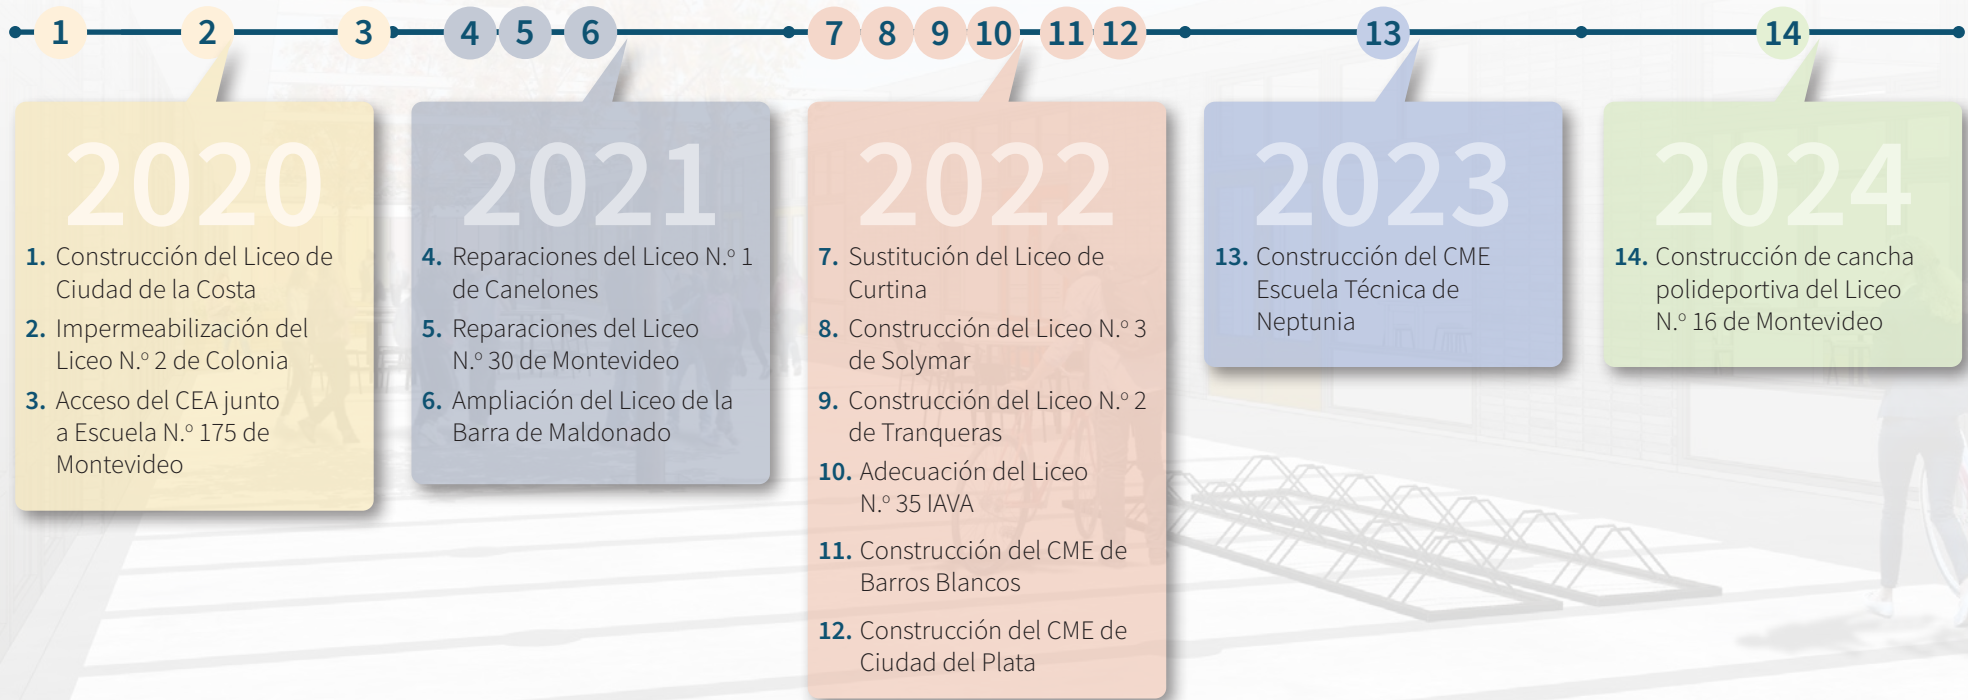 1 2 3 4 5 6 7 8 9 10 11 12 13 14
2020
1. Construcción del Liceo de
Ciudad de la Costa
2. Impermeabilización del
Liceo N.º 2 de Colonia
3. Acceso del CEA junto
a Escuela N.º 175 de
Montevideo
2021
4. Reparaciones del Liceo N.º 1
de Canelones
5. Reparaciones del Liceo
N.º 30 de Montevideo
6. Ampliación del Liceo de la
Barra de Maldonado
2022
7. Sustitución del Liceo de
Curtina
8. Construcción del Liceo N.º 3
de Solymar
9. Construcción del Liceo N.º 2
de Tranqueras
10. Adecuación del Liceo
N.º 35 IAVA
11. Construcción del CME de
Barros Blancos
12. Construcción del CME de
Ciudad del Plata
2023
13. Construcción del CME
Escuela Técnica de
Neptunia
2024
14. Construcción de cancha
polideportiva del Liceo
N.º 16 de Montevideo